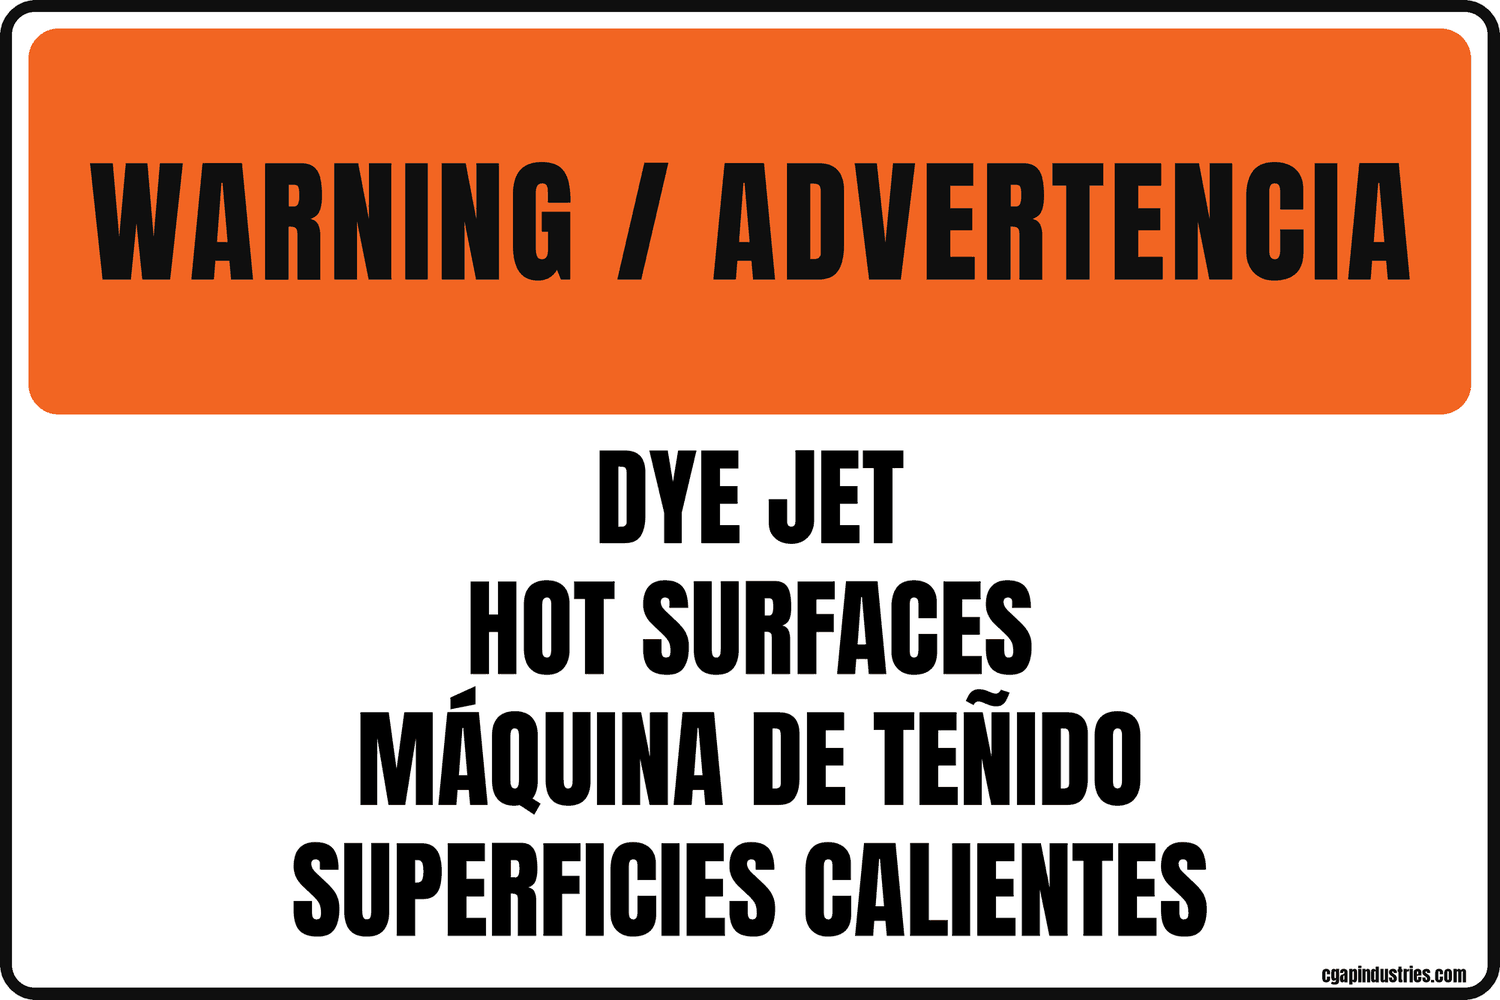 WARNING / ADVERTENCIA
DYE JET
HOT SURFACES
MÁQUINA DE TEÑIDO
SUPERFICIES CALIENTES
cgapindustries.com